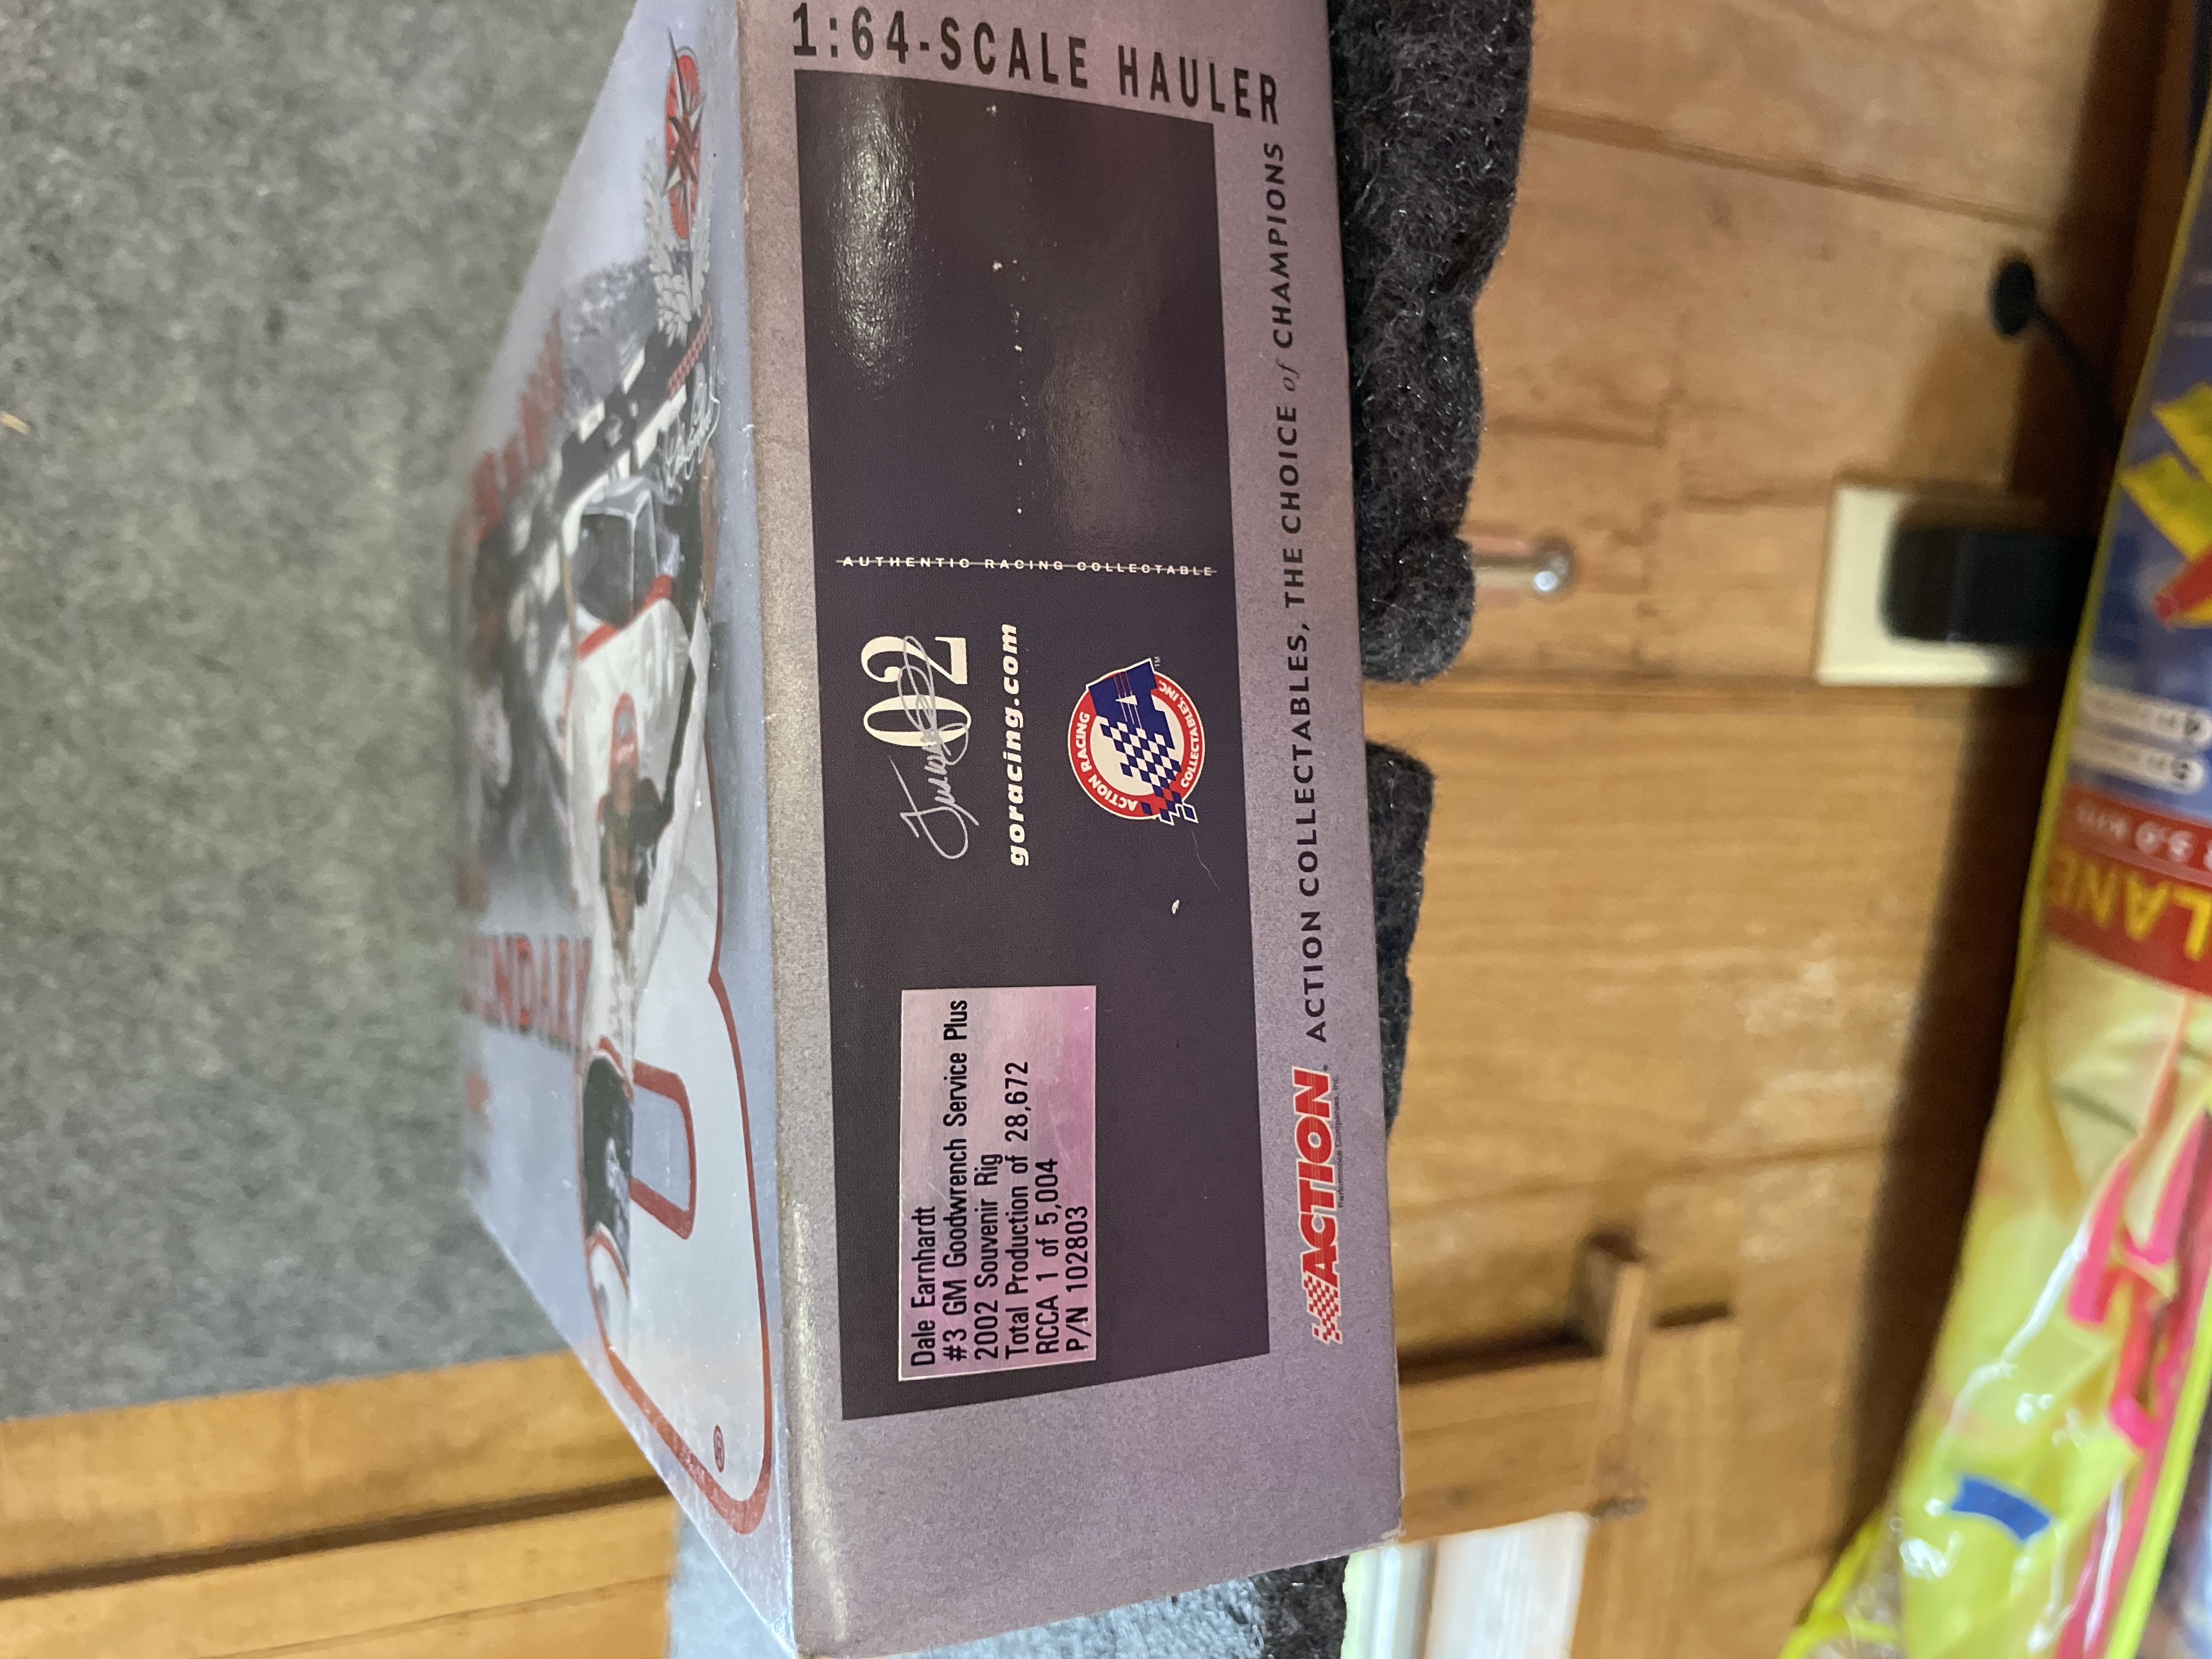 1:64-SCALE HAULER
AUTHENTIC RACING COLLECTABLE
02
goracing.com
ACTION RACING
COLLECTABLES, INC.
TM
Dale Earnhardt
#3 GM Goodwrench Service Plus
2002 Souvenir Rig
Total Production of 28,672
RCCA 1 of 5,004
P/N 102803
ACTION
ACTION COLLECTABLES, THE CHOICE of CHAMPIONS
LANE